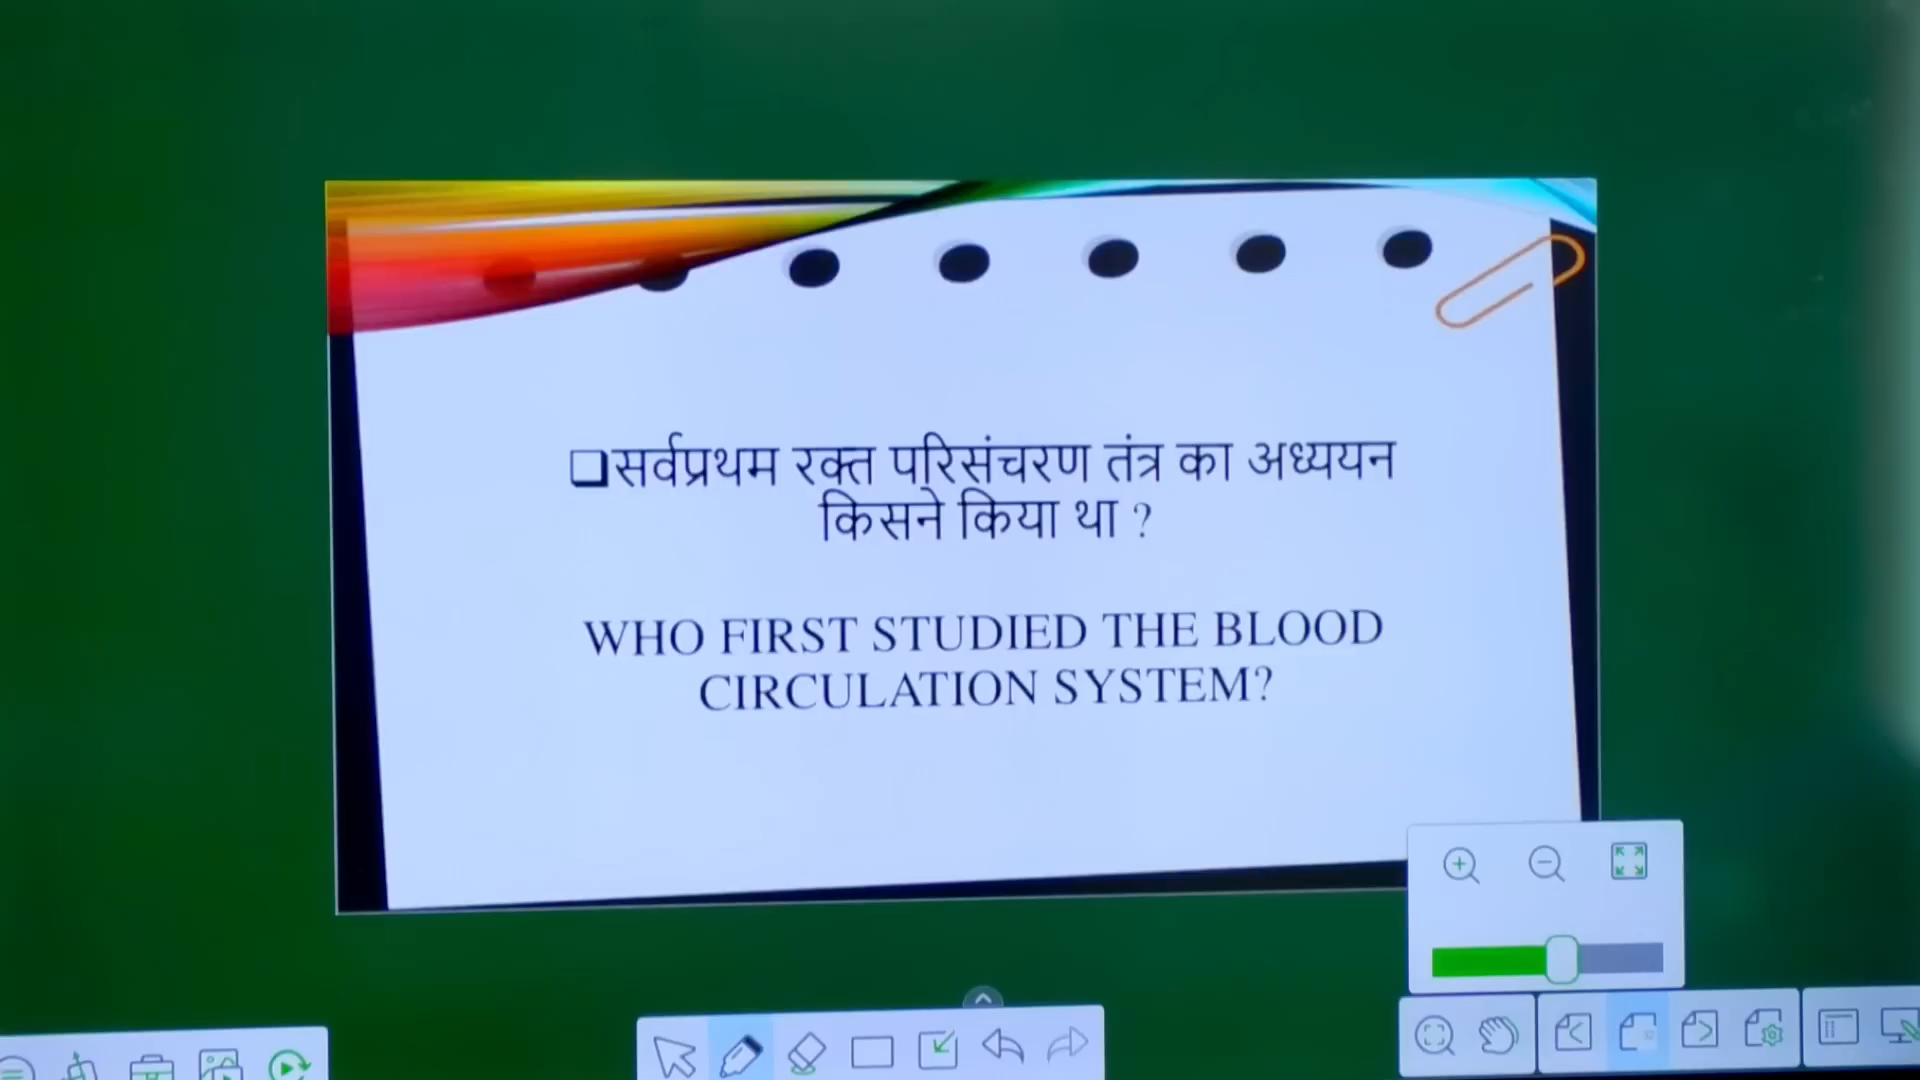 ❑सर्वप्रथम रक्त परिसंचरण तंत्र का अध्ययन
किसने किया था ?
WHO FIRST STUDIED THE BLOOD
CIRCULATION SYSTEM?